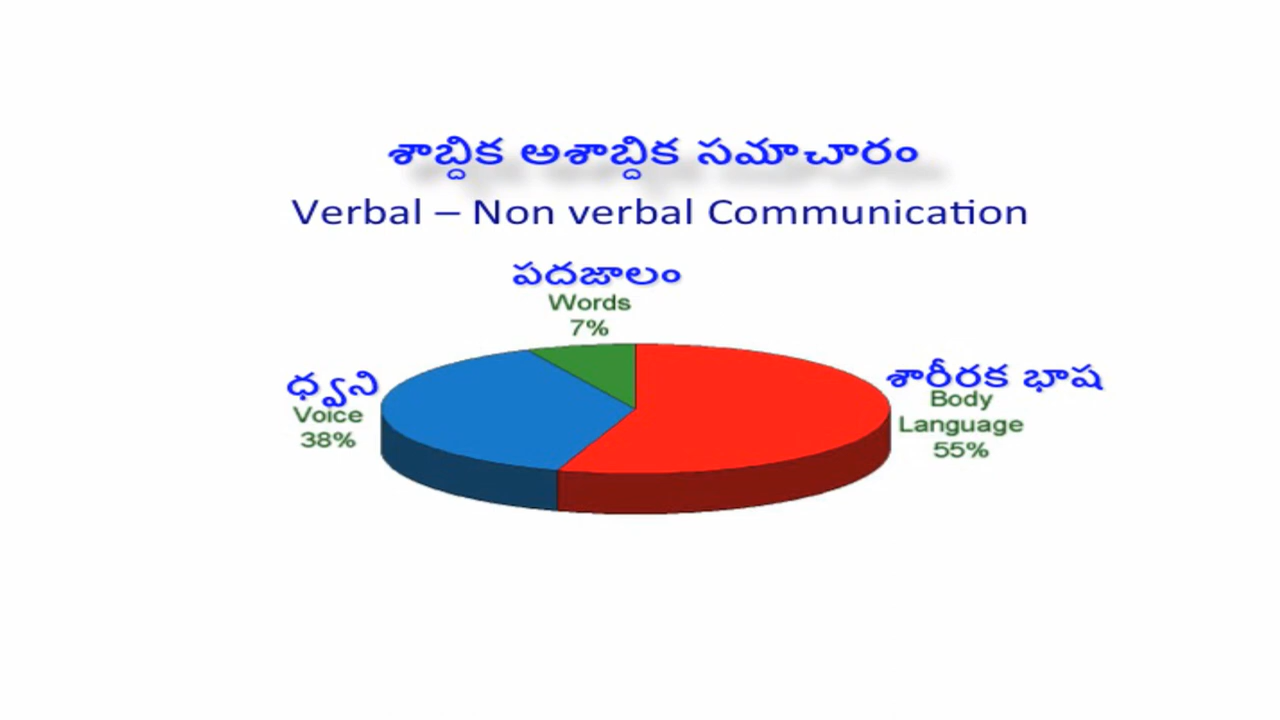 శాబ్దిక అశాబ్దిక సమాచారం
Verbal – Non verbal Communication
పదజాలం
Words
7%
ధ్వని
Voice
38%
శారీరక భాష
Body
Language
55%